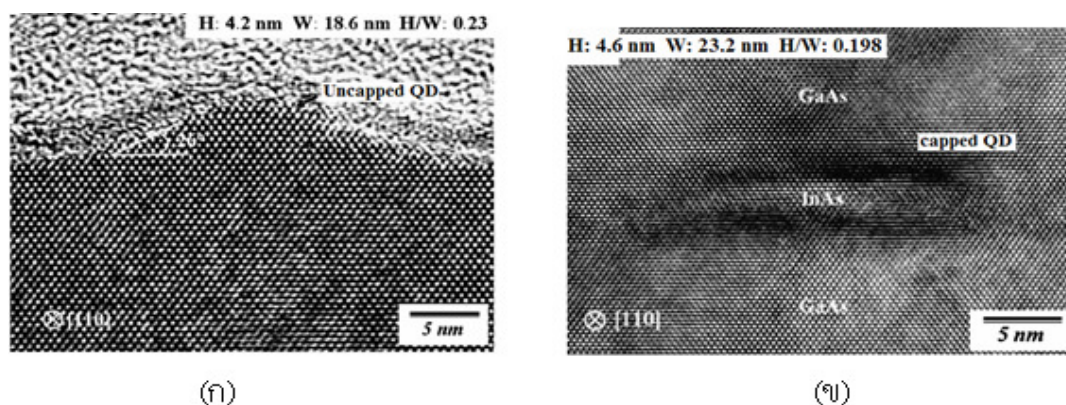 H: 4.2 nm W: 18.6 nm H/W: 0.23
Uncapped QD
[110]
5 nm
(ก)
H: 4.6 nm W: 23.2 nm H/W: 0.198
GaAs
capped QD
InAs
GaAs
[110]
5 nm
(ข)